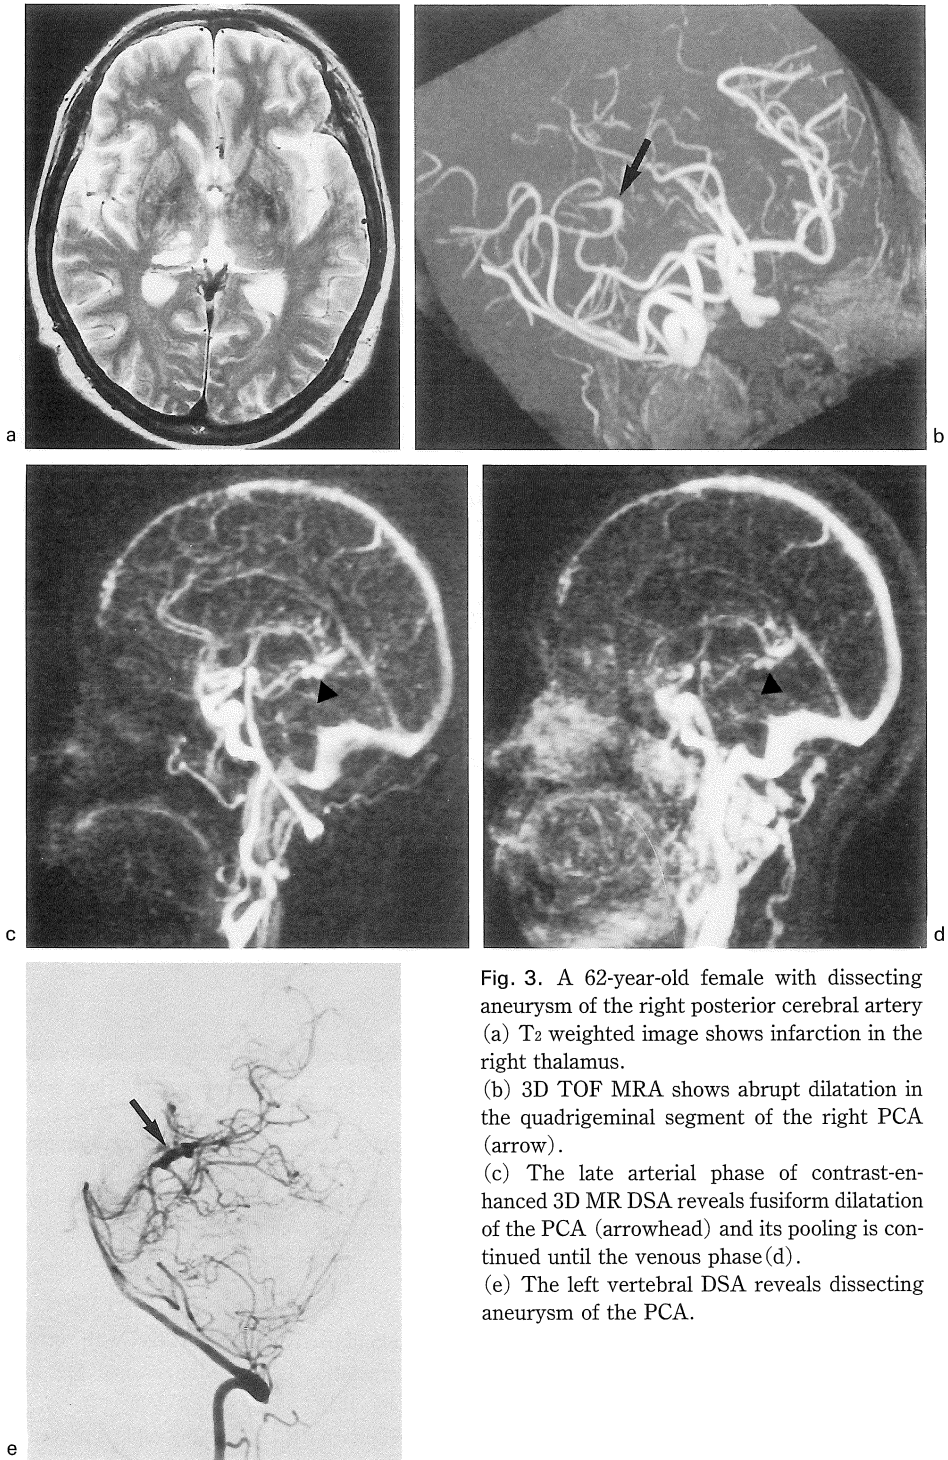 a
b
c
d
Fig. 3. A 62-year-old female with dissecting
aneurysm of the right posterior cerebral artery
(a) T2 weighted image shows infarction in the
right thalamus.
(b) 3D TOF MRA shows abrupt dilatation in
the quadrigeminal segment of the right PCA
(arrow).
(c) The late arterial phase of contrast-en-
hanced 3D MR DSA reveals fusiform dilatation
of the PCA (arrowhead) and its pooling is con-
tinued until the venous phase(d).
(e) The left vertebral DSA reveals dissecting
aneurysm of the PCA.
e